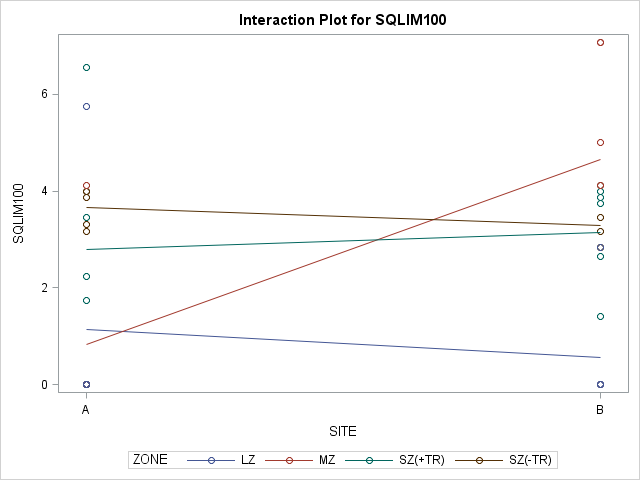 Interaction Plot for SQLIM100
6
4
2
0
SQLIM100
A B
SITE
ZONE LZ MZ SZ(+TR) SZ(-TR)